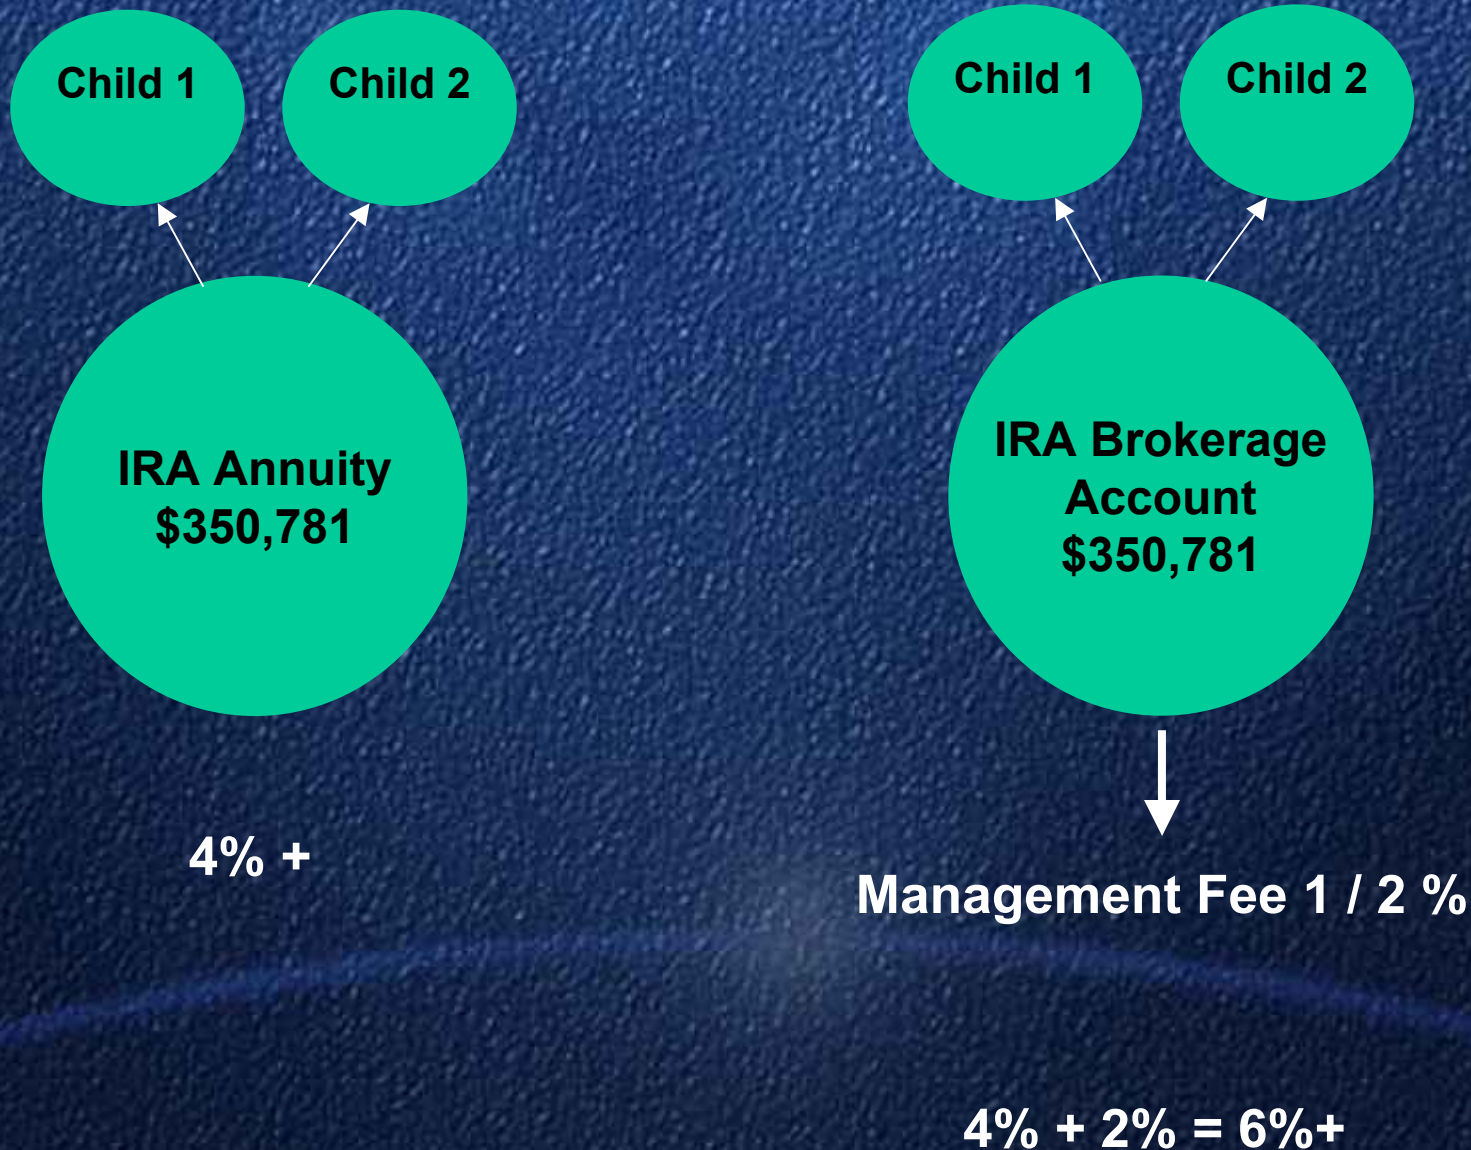 Child 1
Child 2
IRA Annuity
$350,781
4% +
Child 1
Child 2
IRA Brokerage
Account
$350,781
Management Fee 1 / 2 %
4% + 2% = 6%+